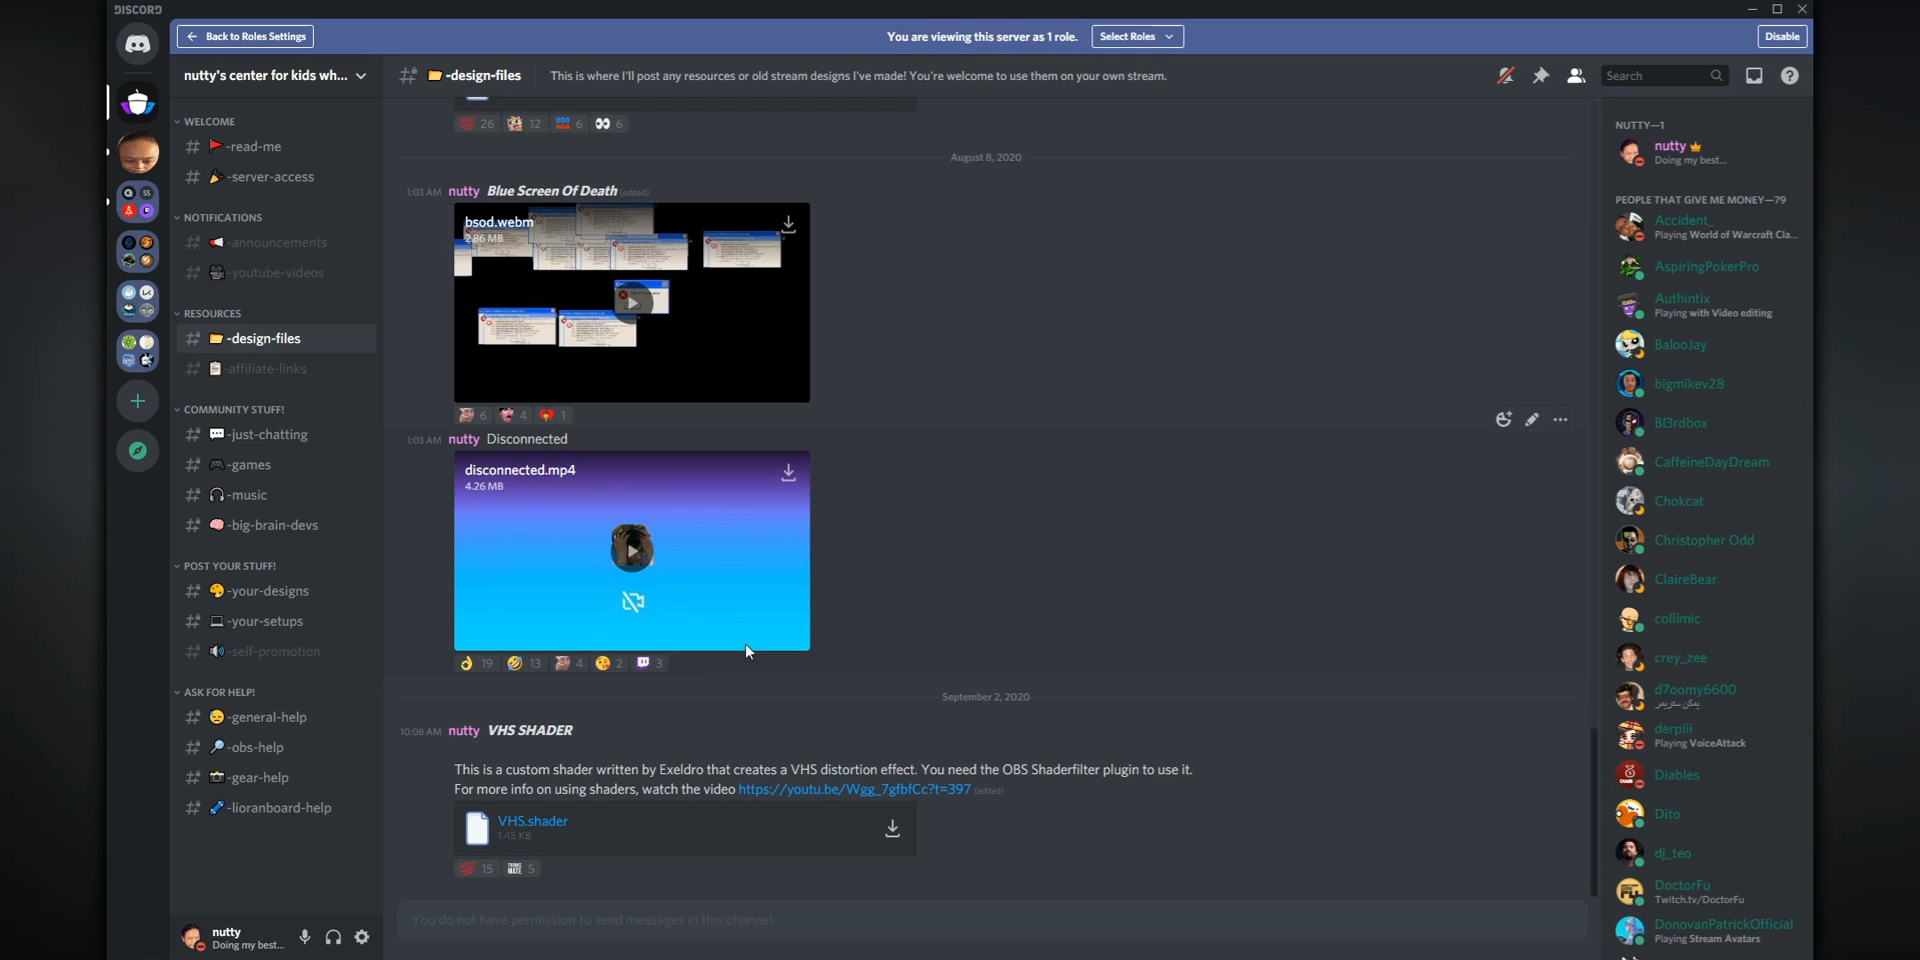 DISCORD
Back to Roles Settings
You are viewing this server as 1 role.
Select Roles
Disable
nutty's center for kids wh...
-design-files
This is where I'll post any resources or old stream designs I've made! You're welcome to use them on your own stream.
Search
WELCOME
-read-me
-server-access
NOTIFICATIONS
-announcements
-youtube-videos
RESOURCES
-design-files
-affiliate-links
COMMUNITY STUFF!
-just-chatting
-games
-music
-big-brain-devs
POST YOUR STUFF!
-your-designs
-your-setups
-self-promotion
ASK FOR HELP!
-general-help
-obs-help
-gear-help
-lioranboard-help
nutty
Doing my best...
26 12 6 6
August 8, 2020
1:03 AM nutty Blue Screen Of Death (edited)
bsod.webm
2.86 MB
6 4 1
1:03 AM nutty Disconnected
disconnected.mp4
4.26 MB
19 13 4 2 3
September 2, 2020
10:08 AM nutty VHS SHADER
This is a custom shader written by Exeldro that creates a VHS distortion effect. You need the OBS Shaderfilter plugin to use it.
For more info on using shaders, watch the video https://youtu.be/Wgg_7gfbfCc?t=397 (edited)
VHS.shader
1.45 KB
15 5
You do not have permission to send messages in this channel.
NUTTY—1
nutty
Doing my best...
PEOPLE THAT GIVE ME MONEY—79
Accident_
Playing World of Warcraft Cla...
AspiringPokerPro
Authintix
Playing with Video editing
BalooJay
bigmikev28
Bl3rdbox
CaffeineDayDream
Chokcat
Christopher Odd
ClaireBear
collimic
crey_zee
d7oomy6600
يمكن ستريمر
derpiii
Playing VoiceAttack
Diables
Dito
dj_teo
DoctorFu
Twitch.tv/DoctorFu
DonovanPatrickOfficial
Playing Stream Avatars